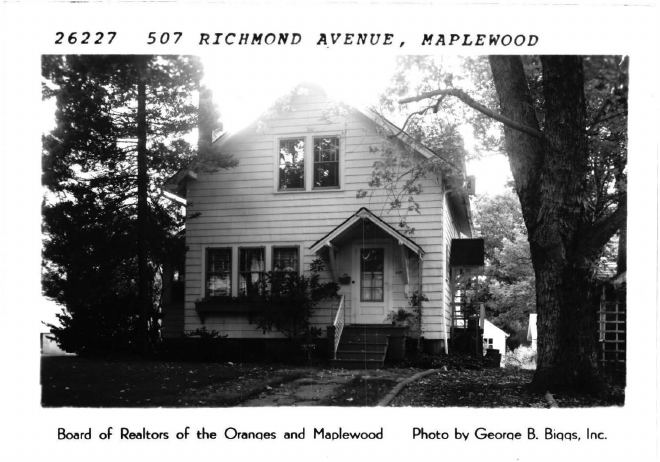 26227 507 RICHMOND AVENUE, MAPLEWOOD
Board of Realtors of the Oranges and Maplewood Photo by George B. Biggs, Inc.